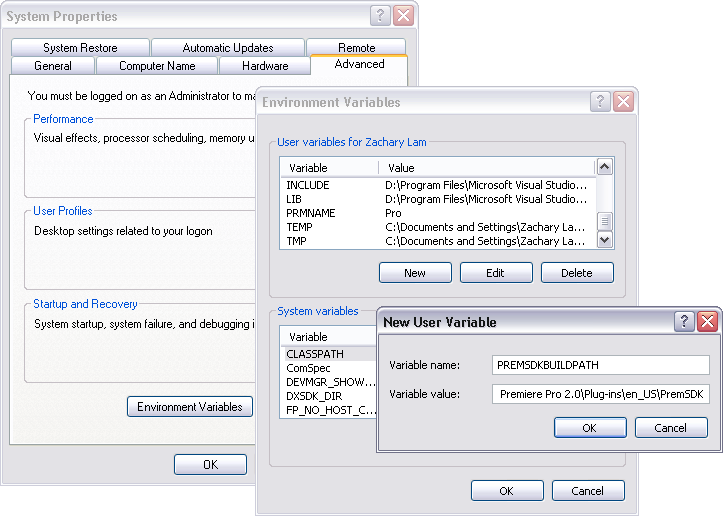 System Properties
System Restore
Automatic Updates
Remote
General
Computer Name
Hardware
Advanced
You must be logged on as an Administrator to ma
Performance
Visual effects, processor scheduling, memory u
User Profiles
Desktop settings related to your logon
Startup and Recovery
System startup, system failure, and debugging i
Environment Variables
OK
Environment Variables
User variables for Zachary Lam
Variable Value
INCLUDE D:\Program Files\Microsoft Visual Studio...
LIB D:\Program Files\Microsoft Visual Studio...
PRMNAME Pro
TEMP C:\Documents and Settings\Zachary La...
TMP C:\Documents and Settings\Zachary La...
New Edit Delete
System variables
Variable
CLASSPATH
ComSpec
DEVMGR_SHOW...
DXSDK_DIR
FP_NO_HOST_C...
OK Cancel
New User Variable
Variable name: PREMSDKBUILDPATH
Variable value: Premiere Pro 2.0\Plug-ins\en_US\PremSDK
OK Cancel